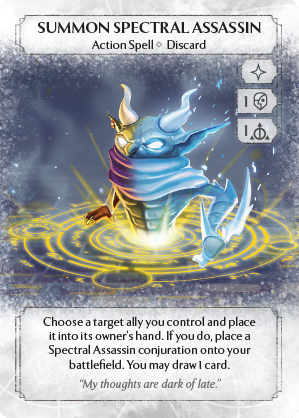 SUMMON SPECTRAL ASSASSIN
Action Spell ◇ Discard
1
1
Choose a target ally you control and place
it into its owner's hand. If you do, place a
Spectral Assassin conjuration onto your
battlefield. You may draw 1 card.
“My thoughts are dark of late.”